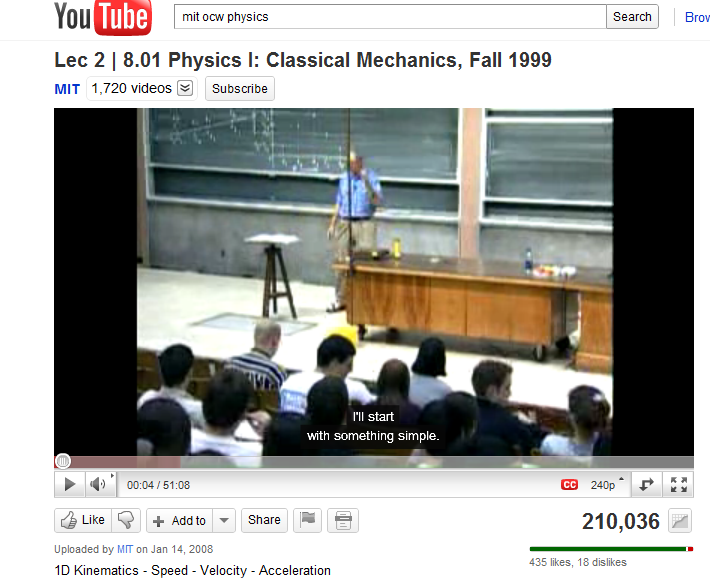 You Tube mit ocw physics Search
Lec 2 | 8.01 Physics I: Classical Mechanics, Fall 1999
MIT 1,720 videos Subscribe
I'll start
with something simple.
00:04 / 51:08 CC 240p
Like Add to Share 210,036
Uploaded by MIT on Jan 14, 2008
435 likes, 18 dislikes
1D Kinematics - Speed - Velocity - Acceleration